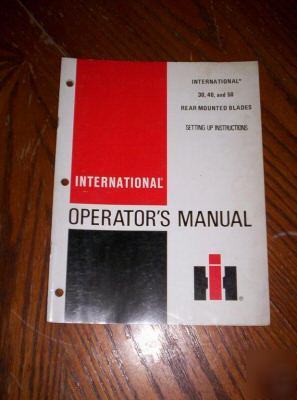 INTERNATIONAL®
30, 40, and 50
REAR MOUNTED BLADES
SETTING UP INSTRUCTIONS
INTERNATIONAL®
OPERATOR'S MANUAL
IH®